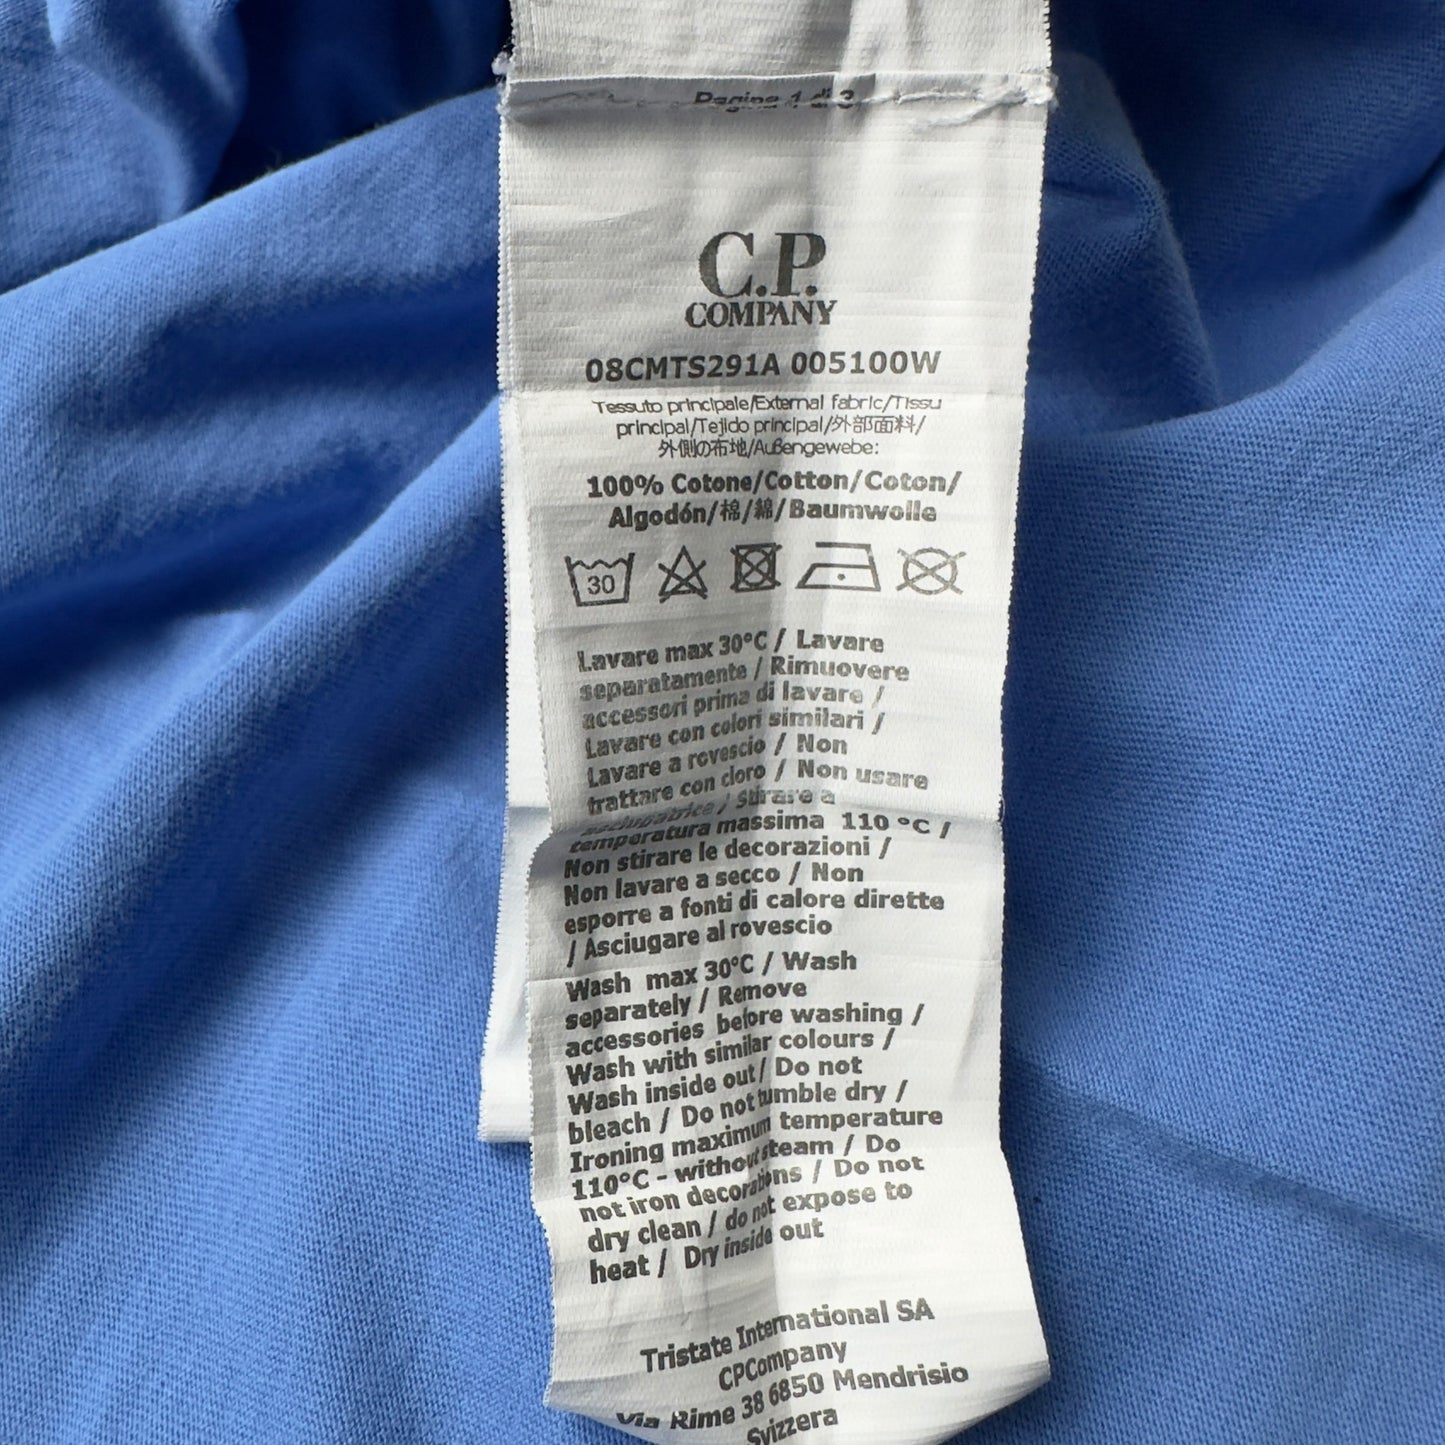 Pagina 1 di 3
C.P.
COMPANY
08CMTS291A 005100W
Tessuto principale/External fabric/Tissu
principal/Tejido principal/外部面料/
外側の布地/Außengewebe:
100% Cotone/Cotton/Coton/
Algodón/棉/綿/Baumwolle
30
Lavare max 30°C / Lavare
separatamente / Rimuovere
accessori prima di lavare /
Lavare con colori similari /
Lavare a rovescio / Non
trattare con cloro / Non usare
asciugatrice / Stirare a
temperatura massima 110 °C /
Non stirare le decorazioni /
Non lavare a secco / Non
esporre a fonti di calore dirette
/ Asciugare al rovescio
Wash max 30°C / Wash
separately / Remove
accessories before washing /
Wash with similar colours /
Wash inside out / Do not
bleach / Do not tumble dry /
Ironing maximum temperature
110°C - without steam / Do
not iron decorations / Do not
dry clean / do not expose to
heat / Dry inside out
Tristate International SA
CPCompany
Via Rime 38 6850 Mendrisio
Svizzera